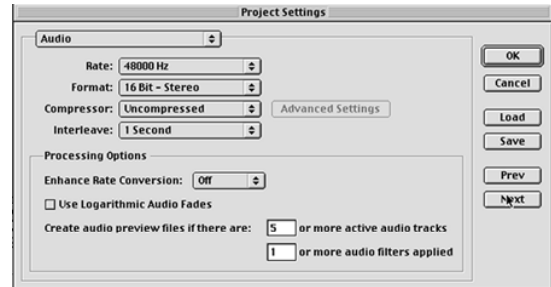 Project Settings
Audio
Rate: 48000 Hz
Format: 16 Bit - Stereo
Compressor: Uncompressed Advanced Settings
Interleave: 1 Second
Processing Options
Enhance Rate Conversion: Off
Use Logarithmic Audio Fades
Create audio preview files if there are: 5 or more active audio tracks
1 or more audio filters applied
OK
Cancel
Load
Save
Prev
Next